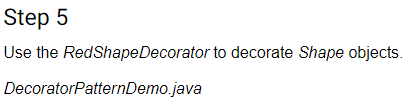 Step 5
Use the RedShapeDecorator to decorate Shape objects.
DecoratorPatternDemo.java